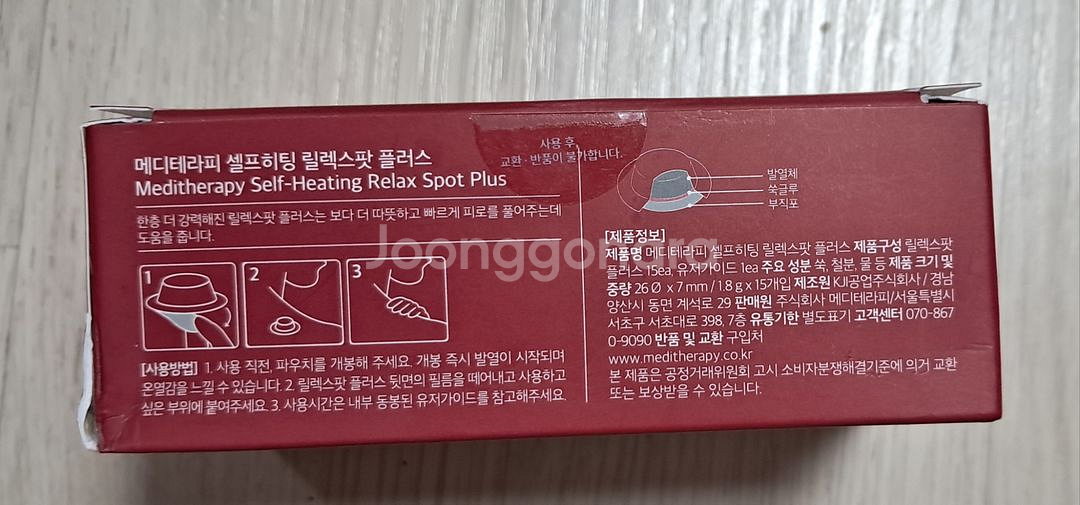 메디테라피 셀프히팅 릴렉스팟 플러스
Meditherapy Self-Heating Relax Spot Plus
한층 더 강력해진 릴렉스팟 플러스는 보다 더 따뜻하고 빠르게 피로를 풀어주는데
도움을 줍니다.
1 2 3
[사용방법] 1. 사용 직전, 파우치를 개봉해 주세요. 개봉 즉시 발열이 시작되며
온열감을 느낄 수 있습니다. 2. 릴렉스팟 플러스 뒷면의 필름을 떼어내고 사용하고
싶은 부위에 붙여주세요. 3. 사용시간은 내부 동봉된 유저가이드를 참고해주세요.
사용 후
교환·반품이 불가합니다.
발열체
쑥글루
부직포
[제품정보]
제품명 메디테라피 셀프히팅 릴렉스팟 플러스 제품구성 릴렉스팟
플러스 15ea, 유저가이드 1ea 주요 성분 쑥, 철분, 물 등 제품 크기 및
중량 26Ø x 7mm / 1.8g x 15개입 제조원 KJI공업주식회사 / 경남
양산시 동면 계석로 29 판매원 주식회사 메디테라피/서울특별시
서초구 서초대로 398, 7층 유통기한 별도표기 고객센터 070-867
0-9090 반품 및 교환 구입처
www.meditherapy.co.kr
본 제품은 공정거래위원회 고시 소비자분쟁해결기준에 의거 교환
또는 보상받을 수 있습니다.
Joonggonara